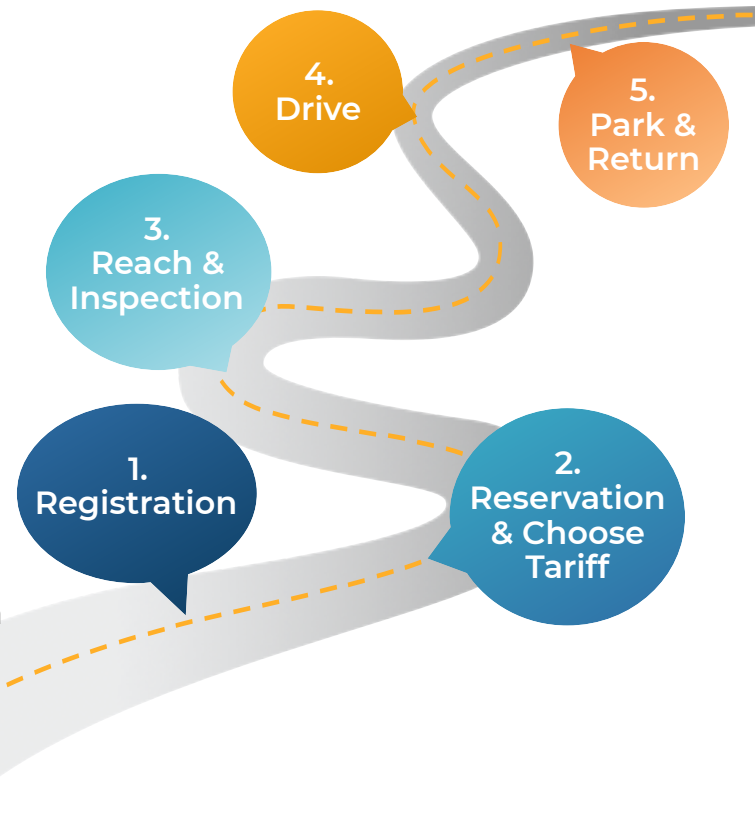 1.
Registration
2.
Reservation
& Choose
Tariff
3.
Reach &
Inspection
4.
Drive
5.
Park &
Return